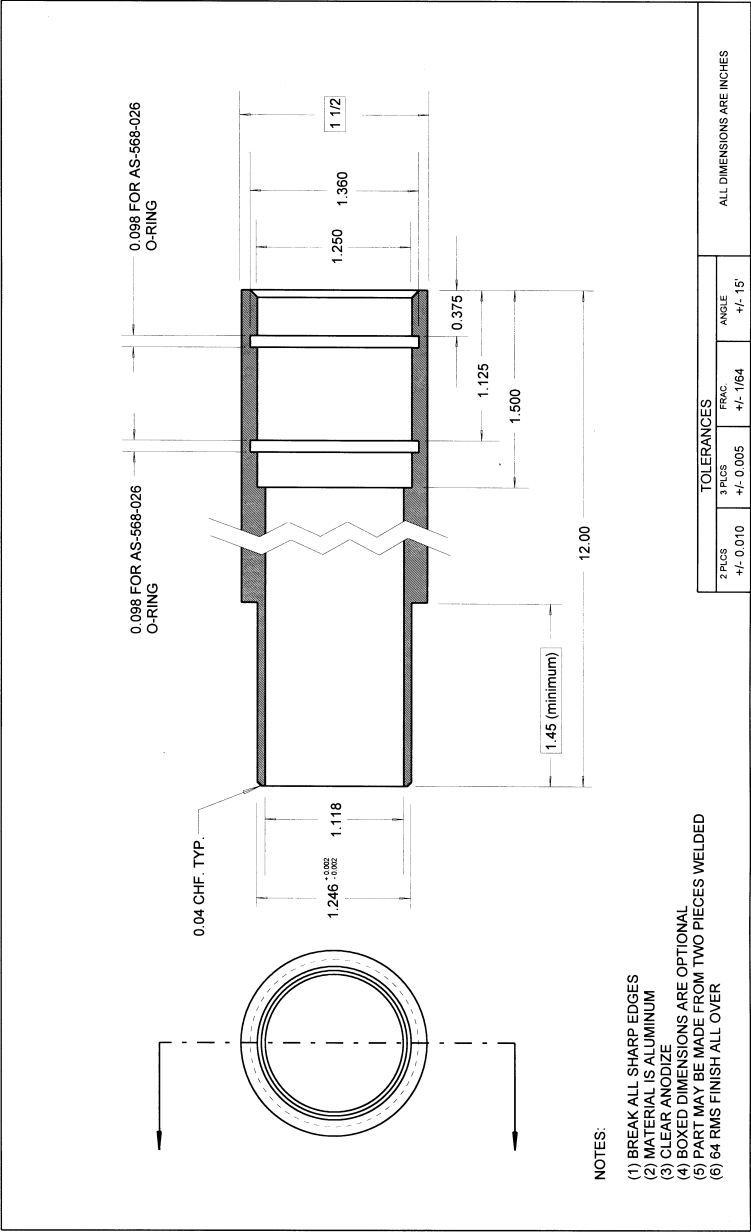 0.098 FOR AS-568-026
O-RING
0.098 FOR AS-568-026
O-RING
0.04 CHF. TYP.
1.246 +0.002
-0.002
1.118
1.250
1.360
1 1/2
0.375
1.125
1.500
1.45 (minimum)
12.00
NOTES:
(1) BREAK ALL SHARP EDGES
(2) MATERIAL IS ALUMINUM
(3) CLEAR ANODIZE
(4) BOXED DIMENSIONS ARE OPTIONAL
(5) PART MAY BE MADE FROM TWO PIECES WELDED
(6) 64 RMS FINISH ALL OVER
TOLERANCES
2 PLCS
+/- 0.010
3 PLCS
+/- 0.005
FRAC.
+/- 1/64
ANGLE
+/- 15'
ALL DIMENSIONS ARE INCHES